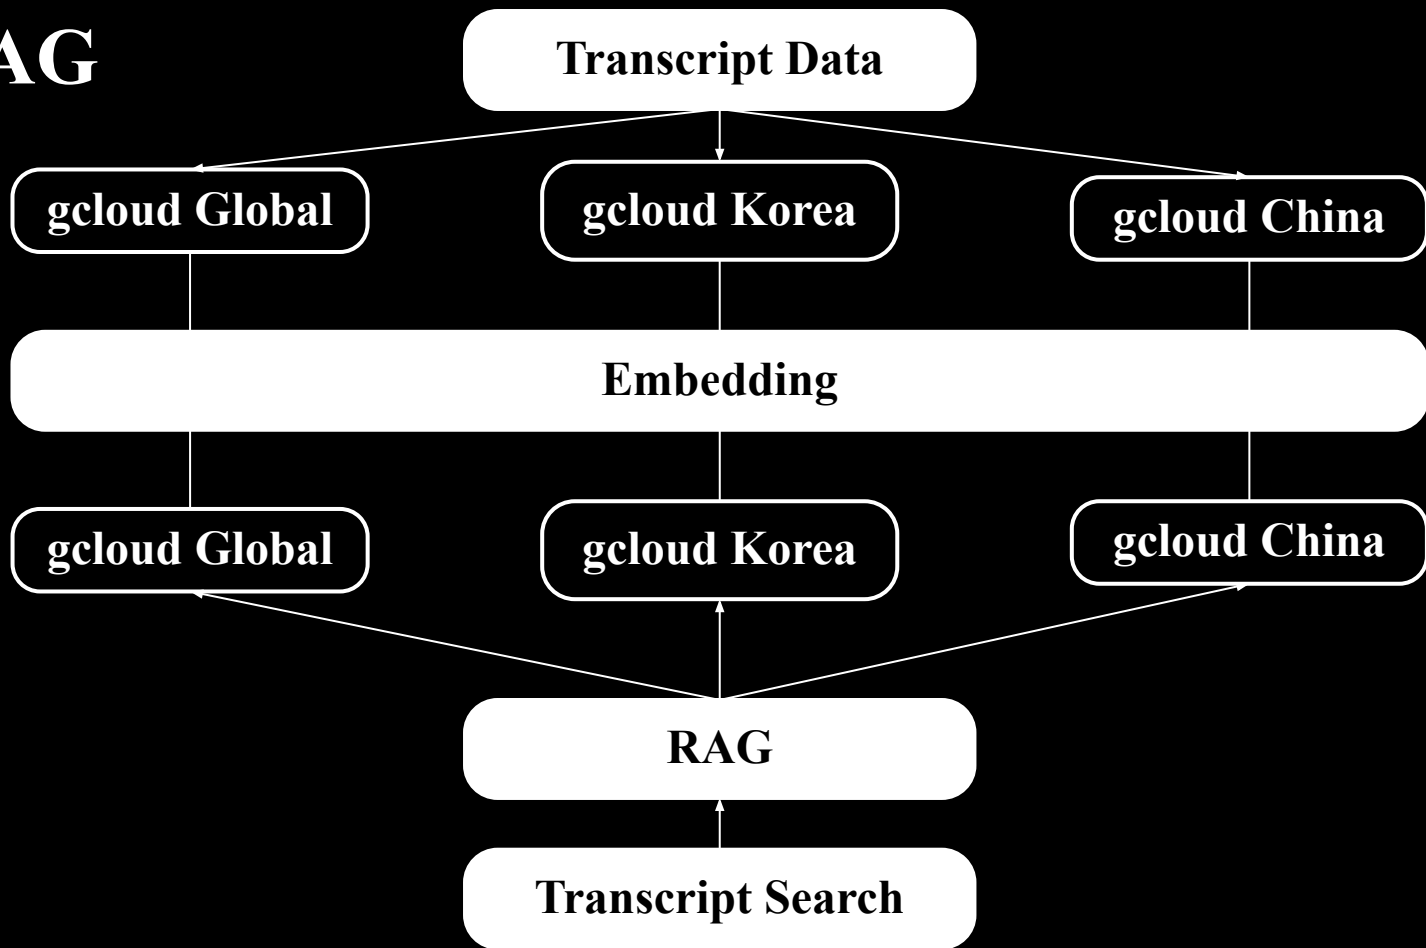 AG
Transcript Data
gcloud Global
gcloud Korea
gcloud China
Embedding
gcloud Global
gcloud Korea
gcloud China
RAG
Transcript Search